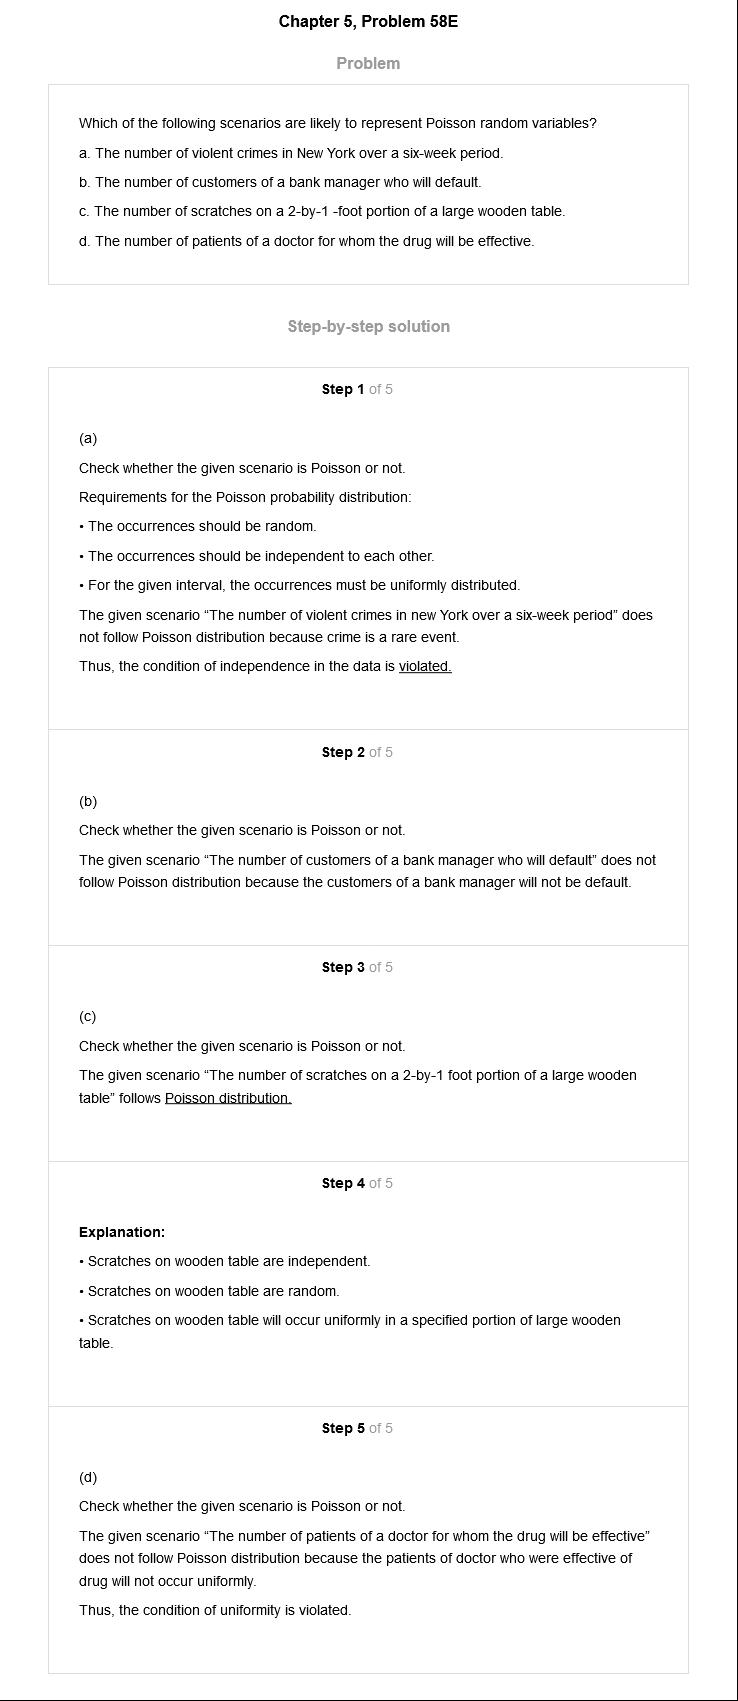 Chapter 5, Problem 58E
Problem
Which of the following scenarios are likely to represent Poisson random variables?
a. The number of violent crimes in New York over a six-week period.
b. The number of customers of a bank manager who will default.
c. The number of scratches on a 2-by-1 -foot portion of a large wooden table.
d. The number of patients of a doctor for whom the drug will be effective.
Step-by-step solution
Step 1 of 5
(a)
Check whether the given scenario is Poisson or not.
Requirements for the Poisson probability distribution:
• The occurrences should be random.
• The occurrences should be independent to each other.
• For the given interval, the occurrences must be uniformly distributed.
The given scenario “The number of violent crimes in new York over a six-week period” does
not follow Poisson distribution because crime is a rare event.
Thus, the condition of independence in the data is violated.
Step 2 of 5
(b)
Check whether the given scenario is Poisson or not.
The given scenario “The number of customers of a bank manager who will default” does not
follow Poisson distribution because the customers of a bank manager will not be default.
Step 3 of 5
(c)
Check whether the given scenario is Poisson or not.
The given scenario “The number of scratches on a 2-by-1 foot portion of a large wooden
table” follows Poisson distribution.
Step 4 of 5
Explanation:
• Scratches on wooden table are independent.
• Scratches on wooden table are random.
• Scratches on wooden table will occur uniformly in a specified portion of large wooden
table.
Step 5 of 5
(d)
Check whether the given scenario is Poisson or not.
The given scenario “The number of patients of a doctor for whom the drug will be effective”
does not follow Poisson distribution because the patients of doctor who were effective of
drug will not occur uniformly.
Thus, the condition of uniformity is violated.